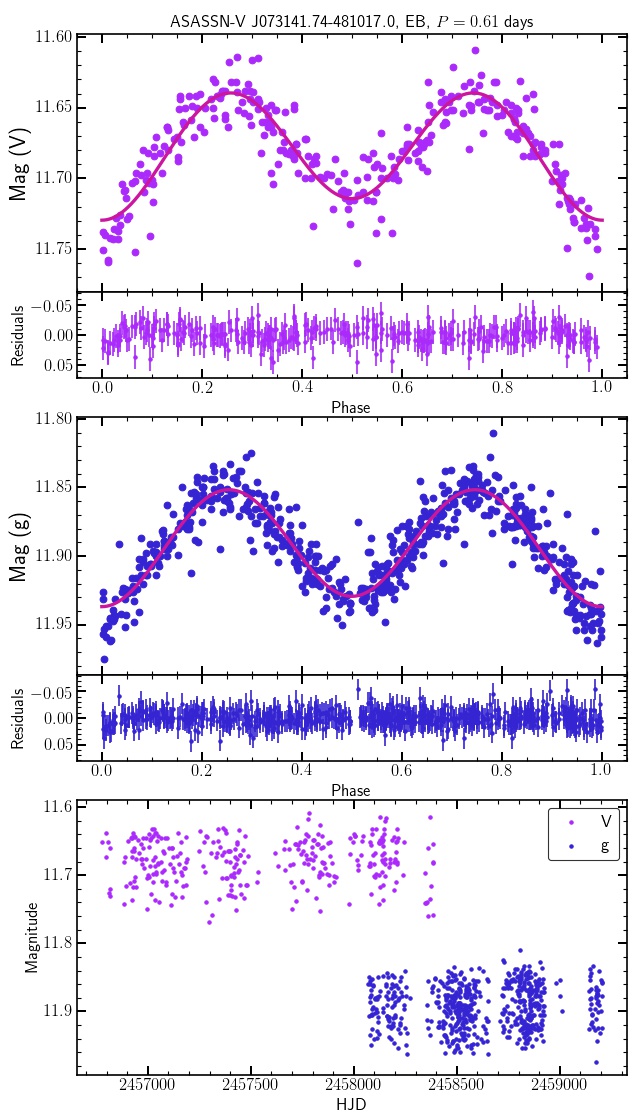 ASASSN-V J073141.74-481017.0, EB, P = 0.61 days
11.60
11.65
11.70
11.75
Mag (V)
−0.05
0.00
0.05
Residuals
0.0 0.2 0.4 0.6 0.8 1.0
Phase
11.80
11.85
11.90
11.95
Mag (g)
−0.05
0.00
0.05
Residuals
0.0 0.2 0.4 0.6 0.8 1.0
Phase
11.6
11.7
11.8
11.9
Magnitude
V
g
2457000 2457500 2458000 2458500 2459000
HJD